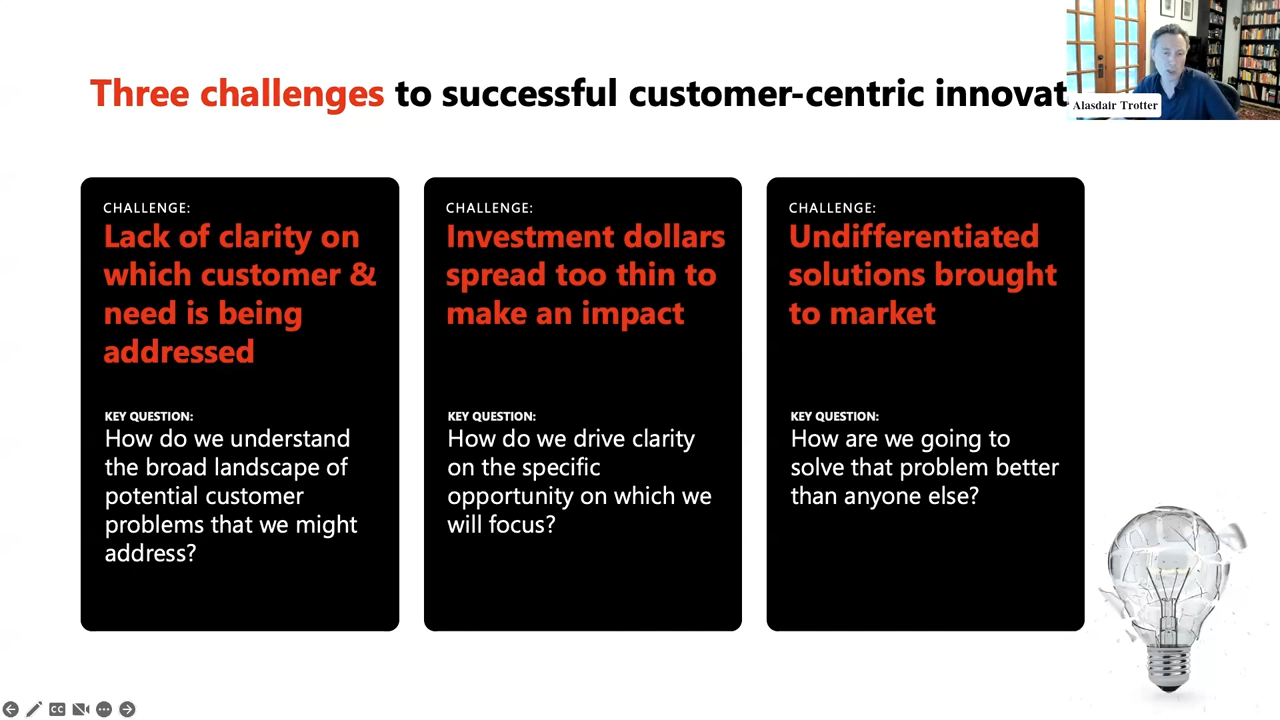 Three challenges to successful customer-centric innovat
Alasdair Trotter
CHALLENGE:
Lack of clarity on
which customer &
need is being
addressed
KEY QUESTION:
How do we understand
the broad landscape of
potential customer
problems that we might
address?
CHALLENGE:
Investment dollars
spread too thin to
make an impact
KEY QUESTION:
How do we drive clarity
on the specific
opportunity on which we
will focus?
CHALLENGE:
Undifferentiated
solutions brought
to market
KEY QUESTION:
How are we going to
solve that problem better
than anyone else?
CC